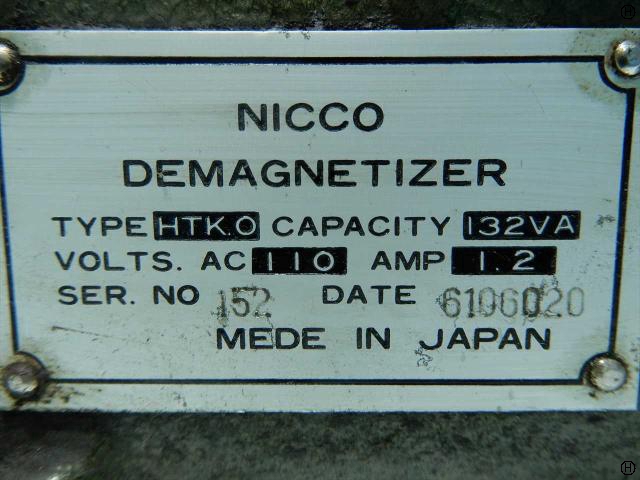 NICCO
DEMAGNETIZER
TYPE HTK.O CAPACITY 132VA
VOLTS. AC 110 AMP 1.2
SER. NO 152 DATE 6106020
MEDE IN JAPAN
H
H